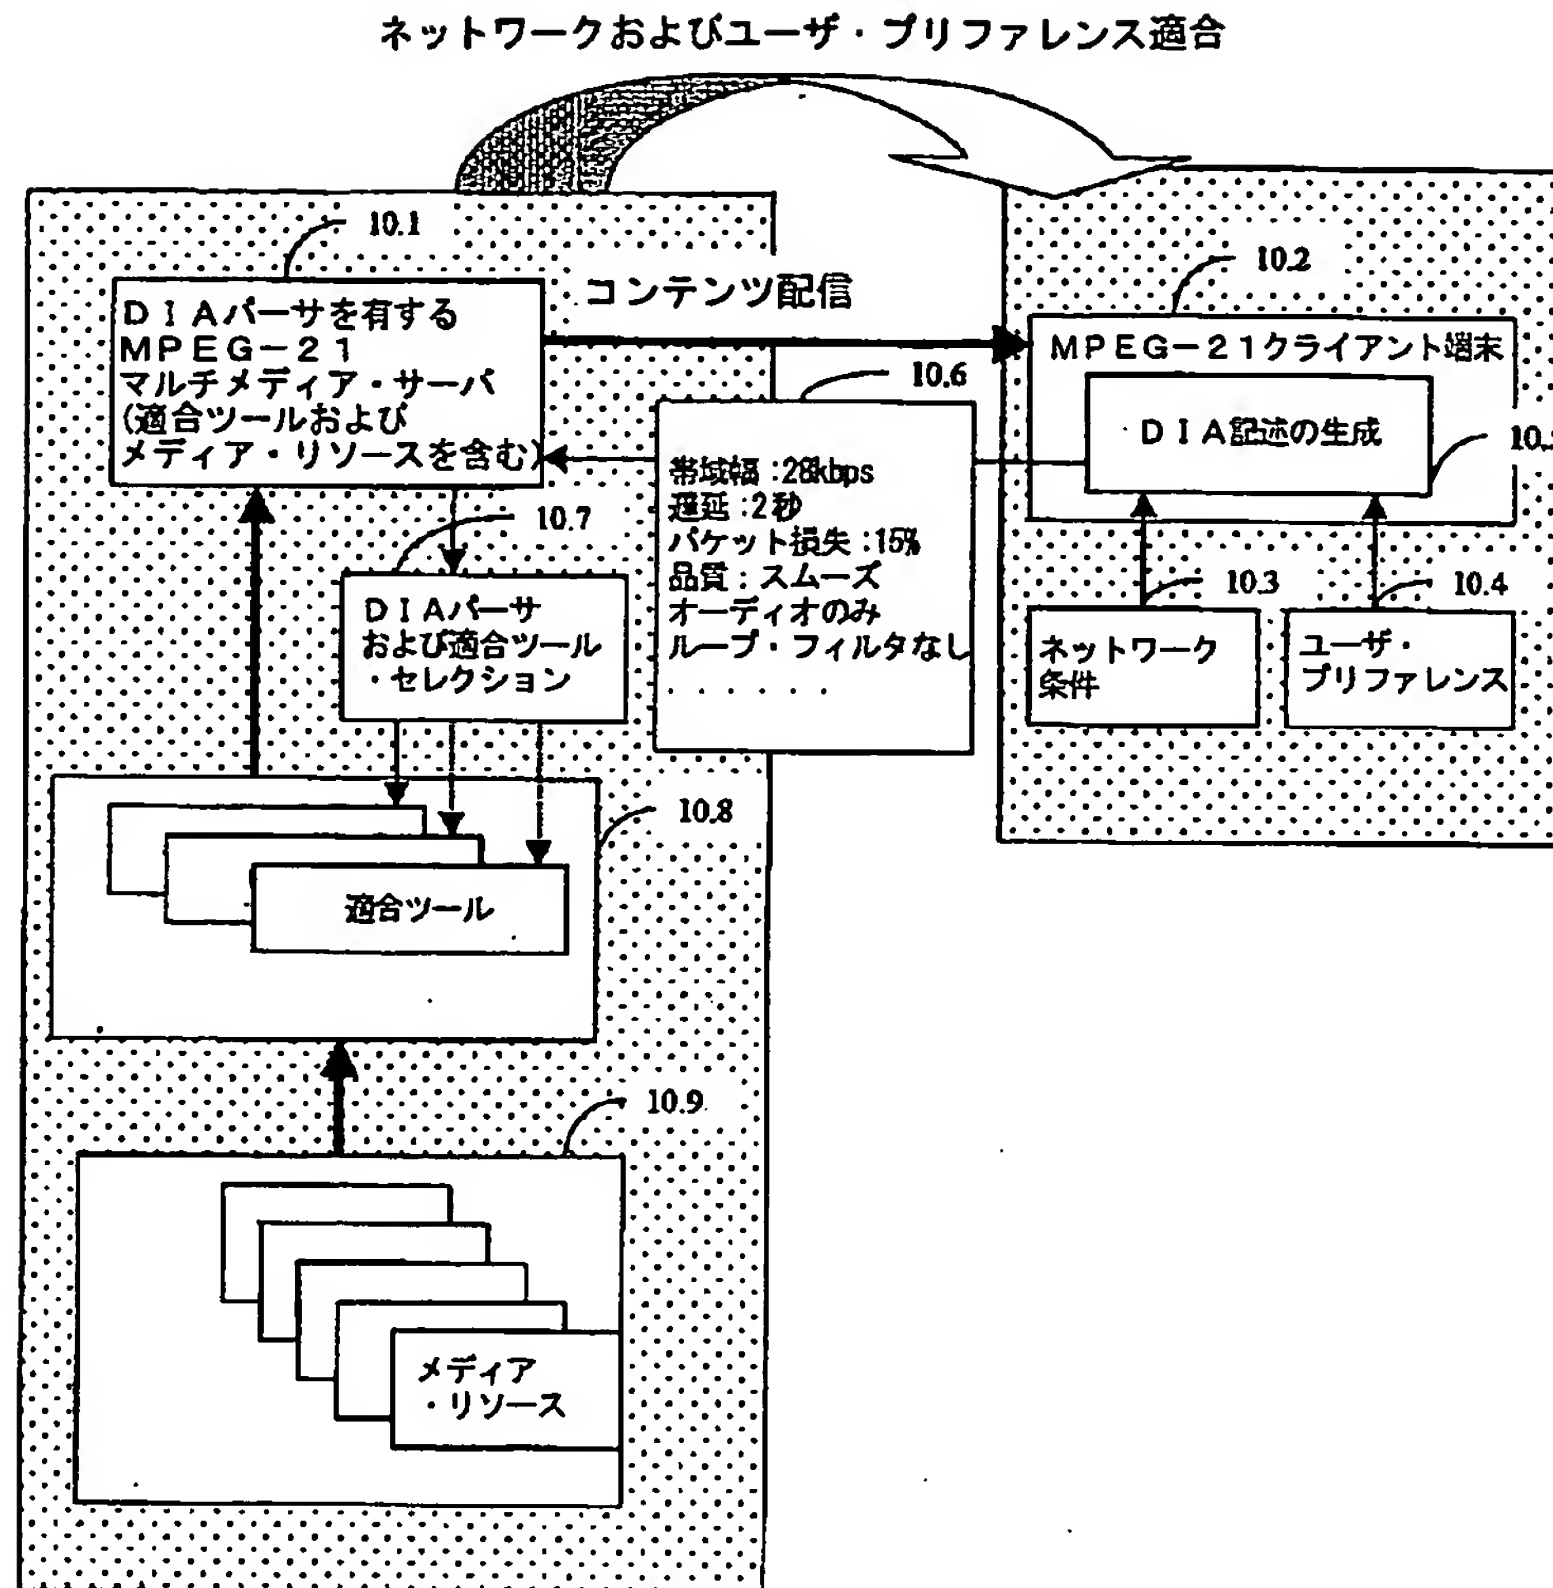 ネットワークおよびユーザ・プリファレンス適合
10.1
DIAパーサを有する
MPEG-21
マルチメディア・サーバ
(適合ツールおよび
メディア・リソースを含む)
コンテンツ配信
10.2
MPEG-21クライアント端末
DIA記述の生成
10.6
帯域幅:28kbps
遅延:2秒
パケット損失:15%
品質:スムーズ
オーディオのみ
ループ・フィルタなし
......
10.3
ネットワーク
条件
10.4
ユーザ・
プリファレンス
10.7
DIAパーサ
および適合ツール
・セレクション
10.8
適合ツール
10.9
メディア
・リソース